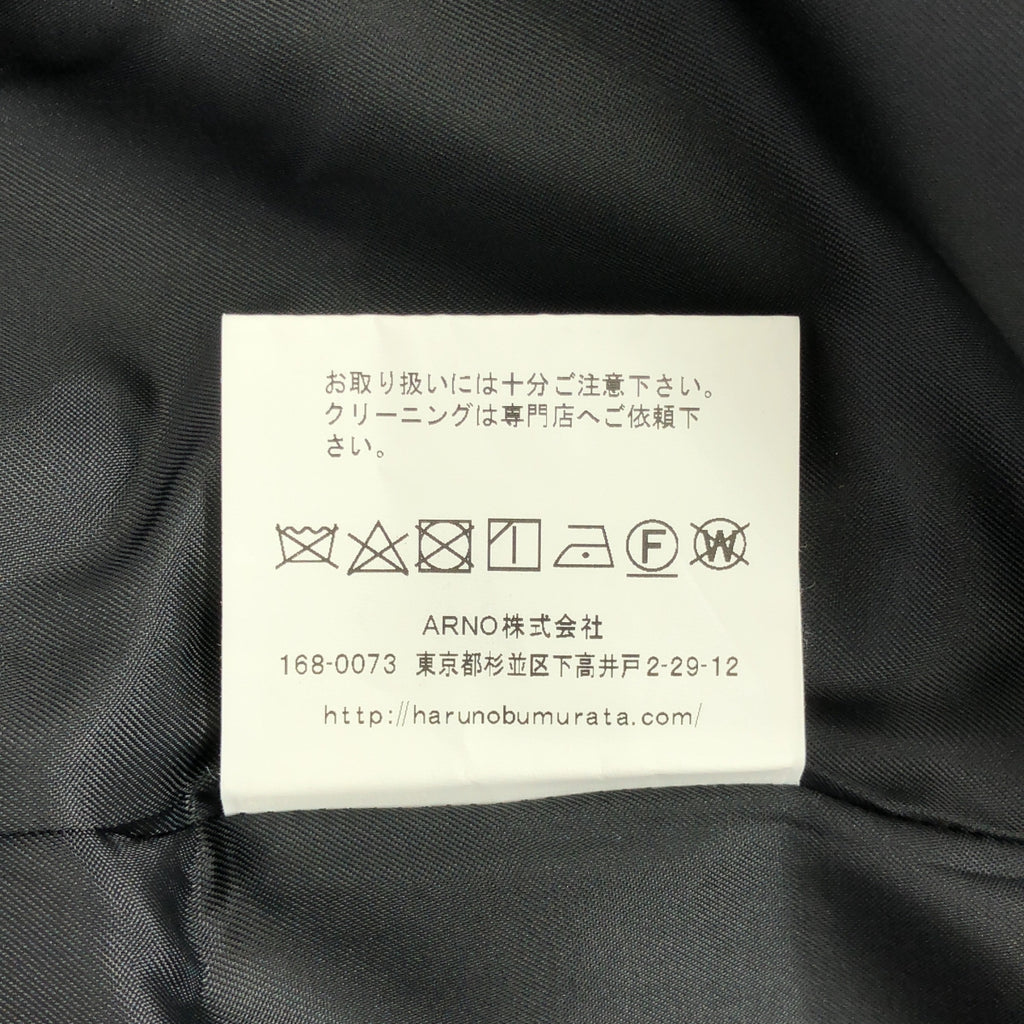 お取り扱いには十分ご注意下さい。
クリーニングは専門店へご依頼下
さい。
F W
ARNO株式会社
168-0073 東京都杉並区下高井戸2-29-12
http://harunobumurata.com/